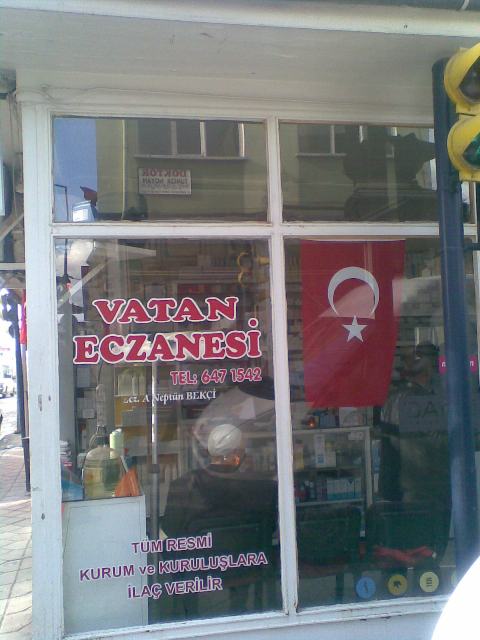 DOKTOR
VATAN
ECZANESİ
TEL: 647 1542
Ecz. A Neptün BEKÇİ
TÜM RESMİ
KURUM ve KURULUŞLARA
İLAÇ VERİLİR